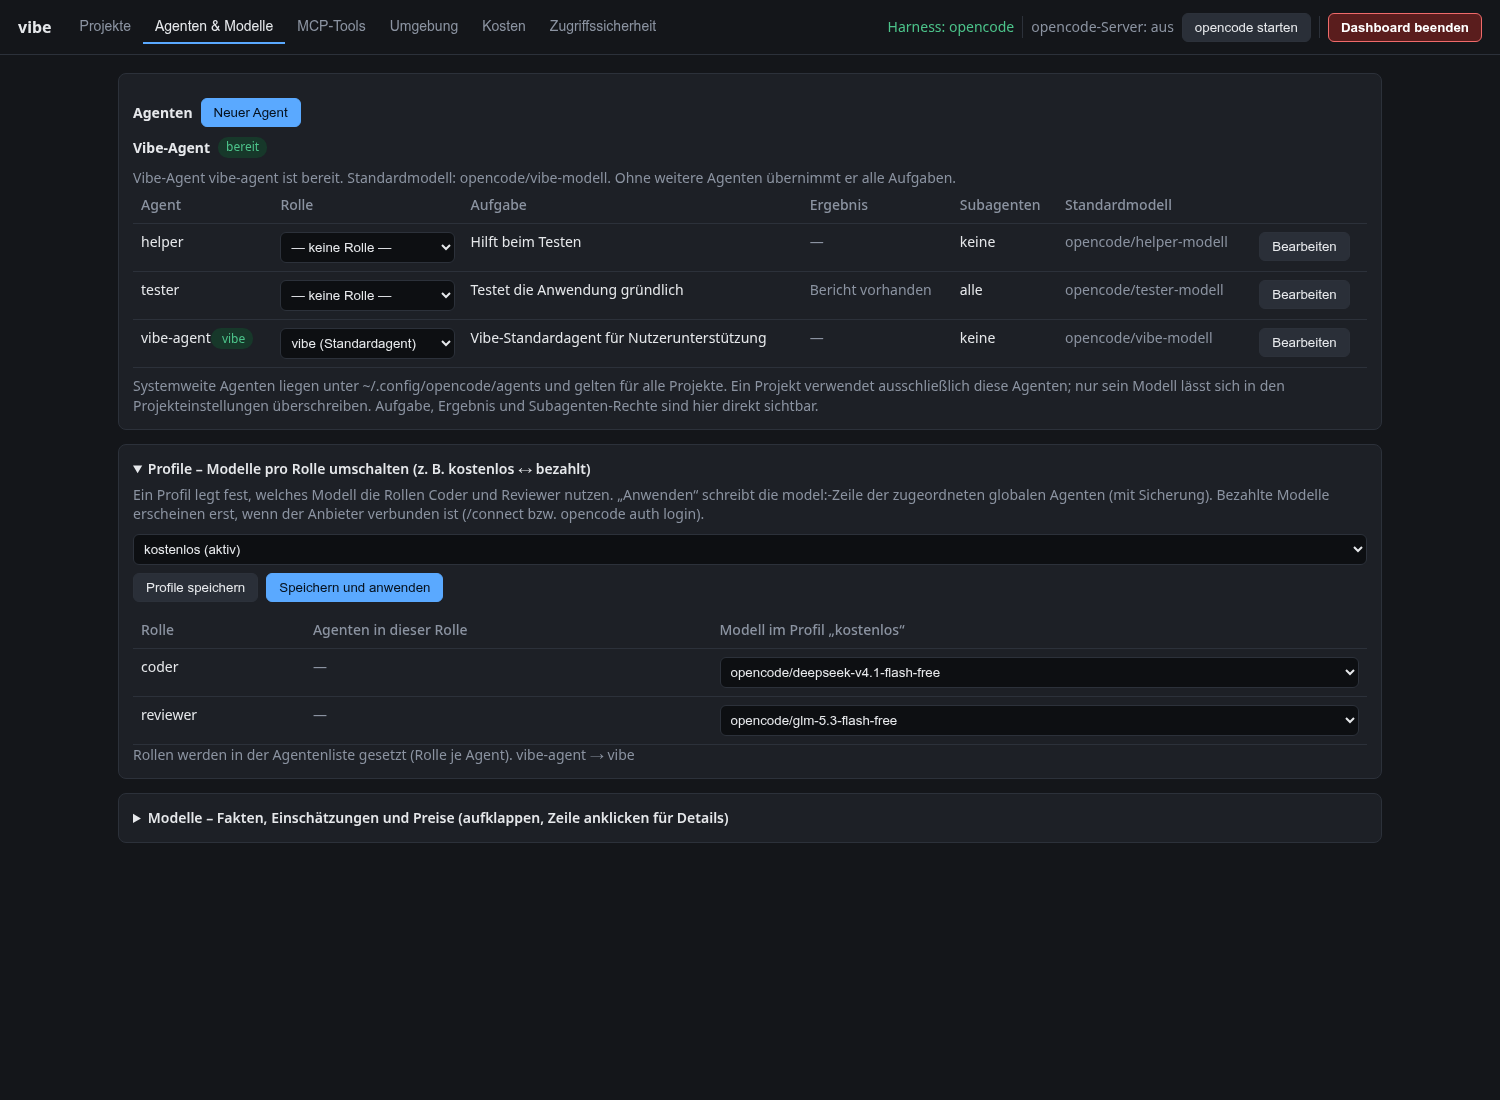 vibe Projekte Agenten & Modelle MCP-Tools Umgebung Kosten Zugriffssicherheit Harness: opencode opencode-Server: aus opencode starten Dashboard beenden
Agenten Neuer Agent
Vibe-Agent bereit
Vibe-Agent vibe-agent ist bereit. Standardmodell: opencode/vibe-modell. Ohne weitere Agenten übernimmt er alle Aufgaben.
Agent Rolle Aufgabe Ergebnis Subagenten Standardmodell
helper — keine Rolle — Hilft beim Testen — keine opencode/helper-modell Bearbeiten
tester — keine Rolle — Testet die Anwendung gründlich Bericht vorhanden alle opencode/tester-modell Bearbeiten
vibe-agent vibe vibe (Standardagent) Vibe-Standardagent für Nutzerunterstützung — keine opencode/vibe-modell Bearbeiten
Systemweite Agenten liegen unter ~/.config/opencode/agents und gelten für alle Projekte. Ein Projekt verwendet ausschließlich diese Agenten; nur sein Modell lässt sich in den
Projekteinstellungen überschreiben. Aufgabe, Ergebnis und Subagenten-Rechte sind hier direkt sichtbar.
▼ Profile – Modelle pro Rolle umschalten (z. B. kostenlos ↔ bezahlt)
Ein Profil legt fest, welches Modell die Rollen Coder und Reviewer nutzen. „Anwenden“ schreibt die model:-Zeile der zugeordneten globalen Agenten (mit Sicherung). Bezahlte Modelle
erscheinen erst, wenn der Anbieter verbunden ist (/connect bzw. opencode auth login).
kostenlos (aktiv)
Profile speichern Speichern und anwenden
Rolle Agenten in dieser Rolle Modell im Profil „kostenlos“
coder — opencode/deepseek-v4.1-flash-free
reviewer — opencode/glm-5.3-flash-free
Rollen werden in der Agentenliste gesetzt (Rolle je Agent). vibe-agent → vibe
▶ Modelle – Fakten, Einschätzungen und Preise (aufklappen, Zeile anklicken für Details)